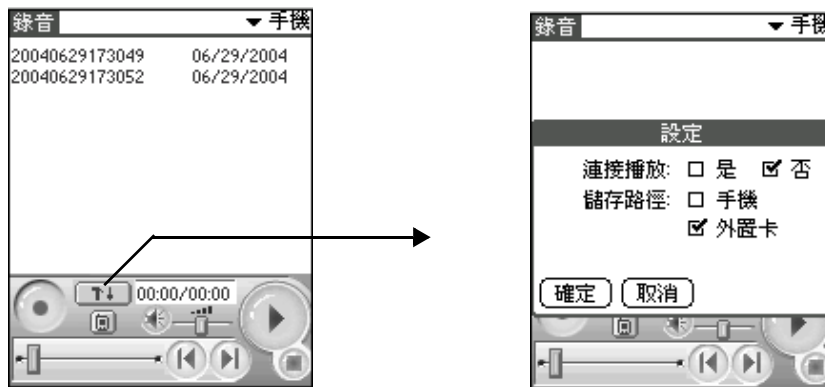 錄音 ▼ 手機
20040629173049 06/29/2004
20040629173052 06/29/2004
00:00/00:00
錄音 ▼ 手機
設定
連接播放: 是 否
儲存路徑: 手機
外置卡
確定 取消